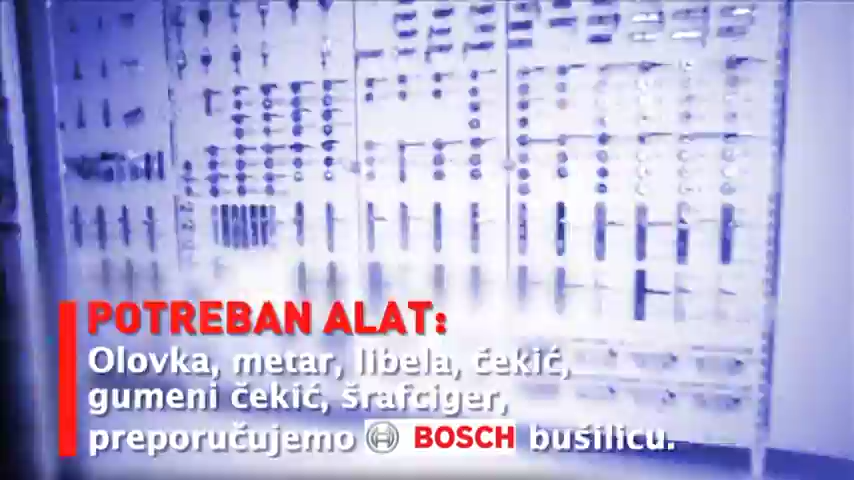 POTREBAN ALAT:
Olovka, metar, libela, čekić,
gumeni čekić, šrafciger,
preporučujemo BOSCH bušilicu.